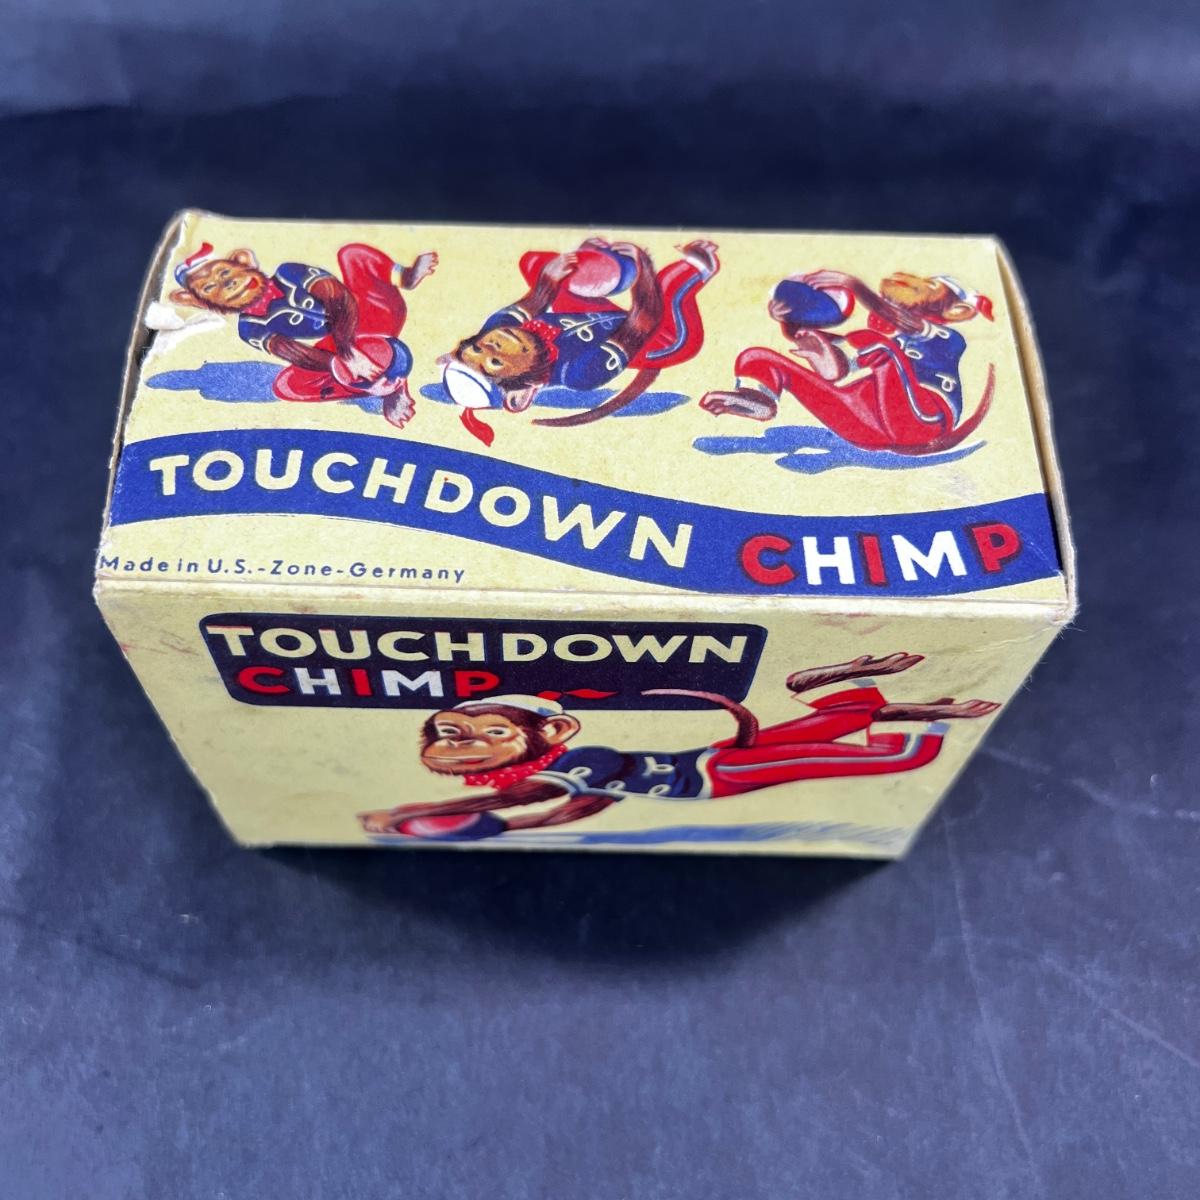 TOUCHDOWN CHIMP
Made in U.S.-Zone-Germany
TOUCHDOWN
CHIMP